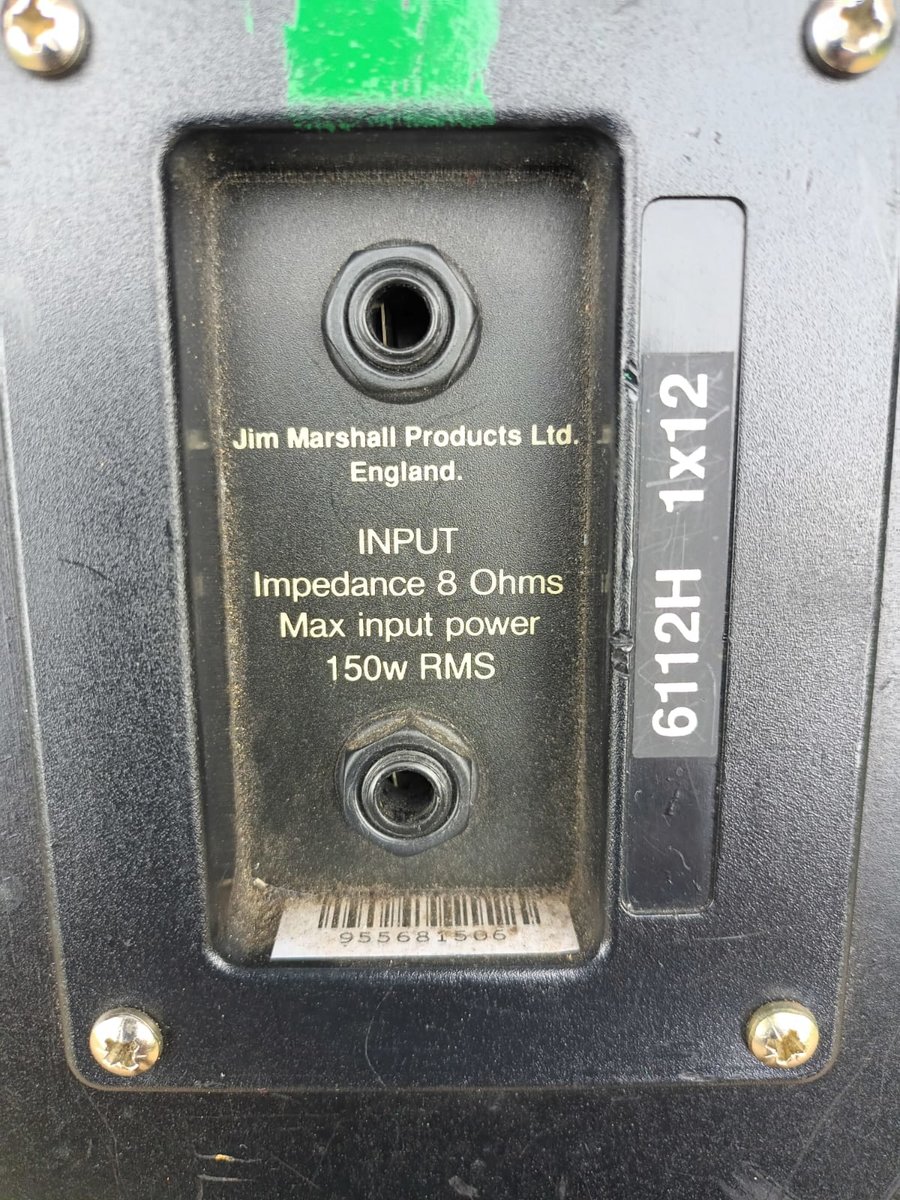 Jim Marshall Products Ltd.
England.
INPUT
Impedance 8 Ohms
Max input power
150w RMS
6112H 1x12
955681506